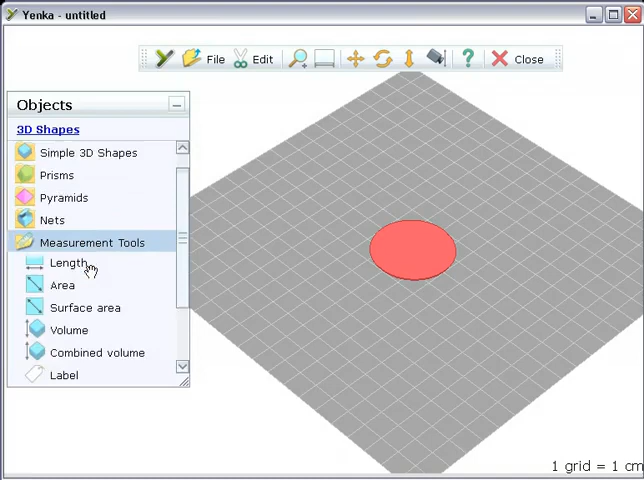 Yenka - untitled
File Edit ? Close
Objects
3D Shapes
Simple 3D Shapes
Prisms
Pyramids
Nets
Measurement Tools
Length
Area
Surface area
Volume
Combined volume
Label
1 grid = 1 cm